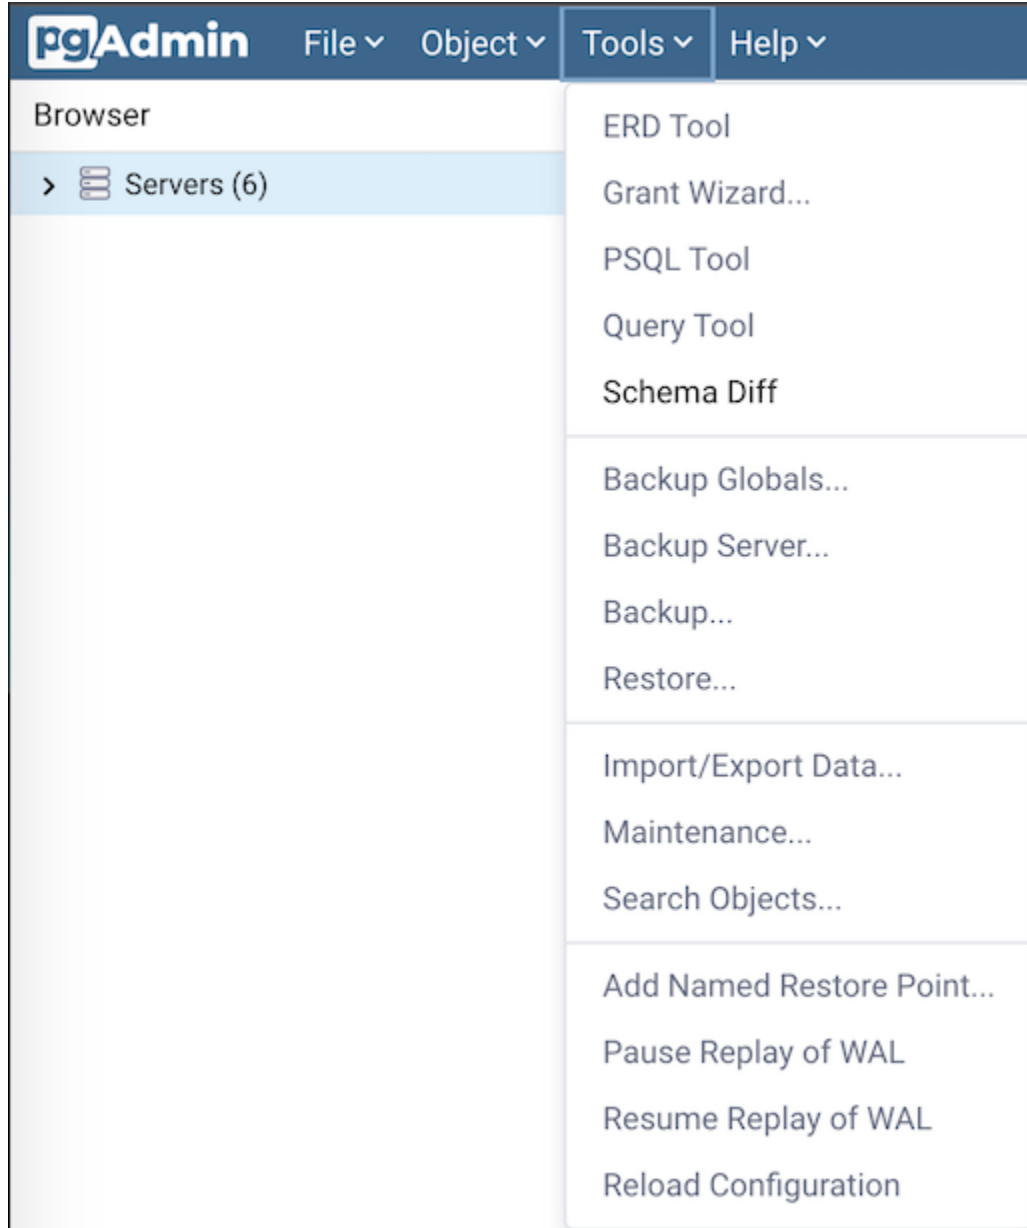 pgAdmin File Object Tools Help
Browser
Servers (6)
ERD Tool
Grant Wizard...
PSQL Tool
Query Tool
Schema Diff
Backup Globals...
Backup Server...
Backup...
Restore...
Import/Export Data...
Maintenance...
Search Objects...
Add Named Restore Point...
Pause Replay of WAL
Resume Replay of WAL
Reload Configuration